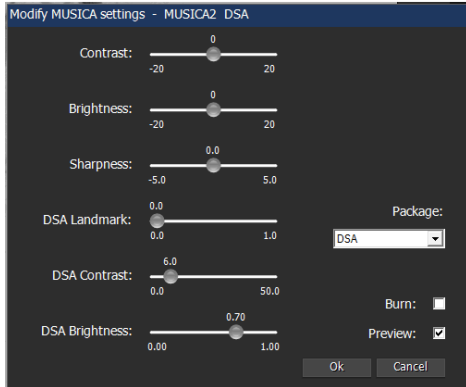 Modify MUSICA settings - MUSICA2 DSA
Contrast:
0
-20 20
Brightness:
0
-20 20
Sharpness:
0.0
-5.0 5.0
DSA Landmark:
0.0
0.0 1.0
Package:
DSA
DSA Contrast:
6.0
0.0 50.0
Burn:
DSA Brightness:
0.70
0.00 1.00
Preview:
Ok Cancel